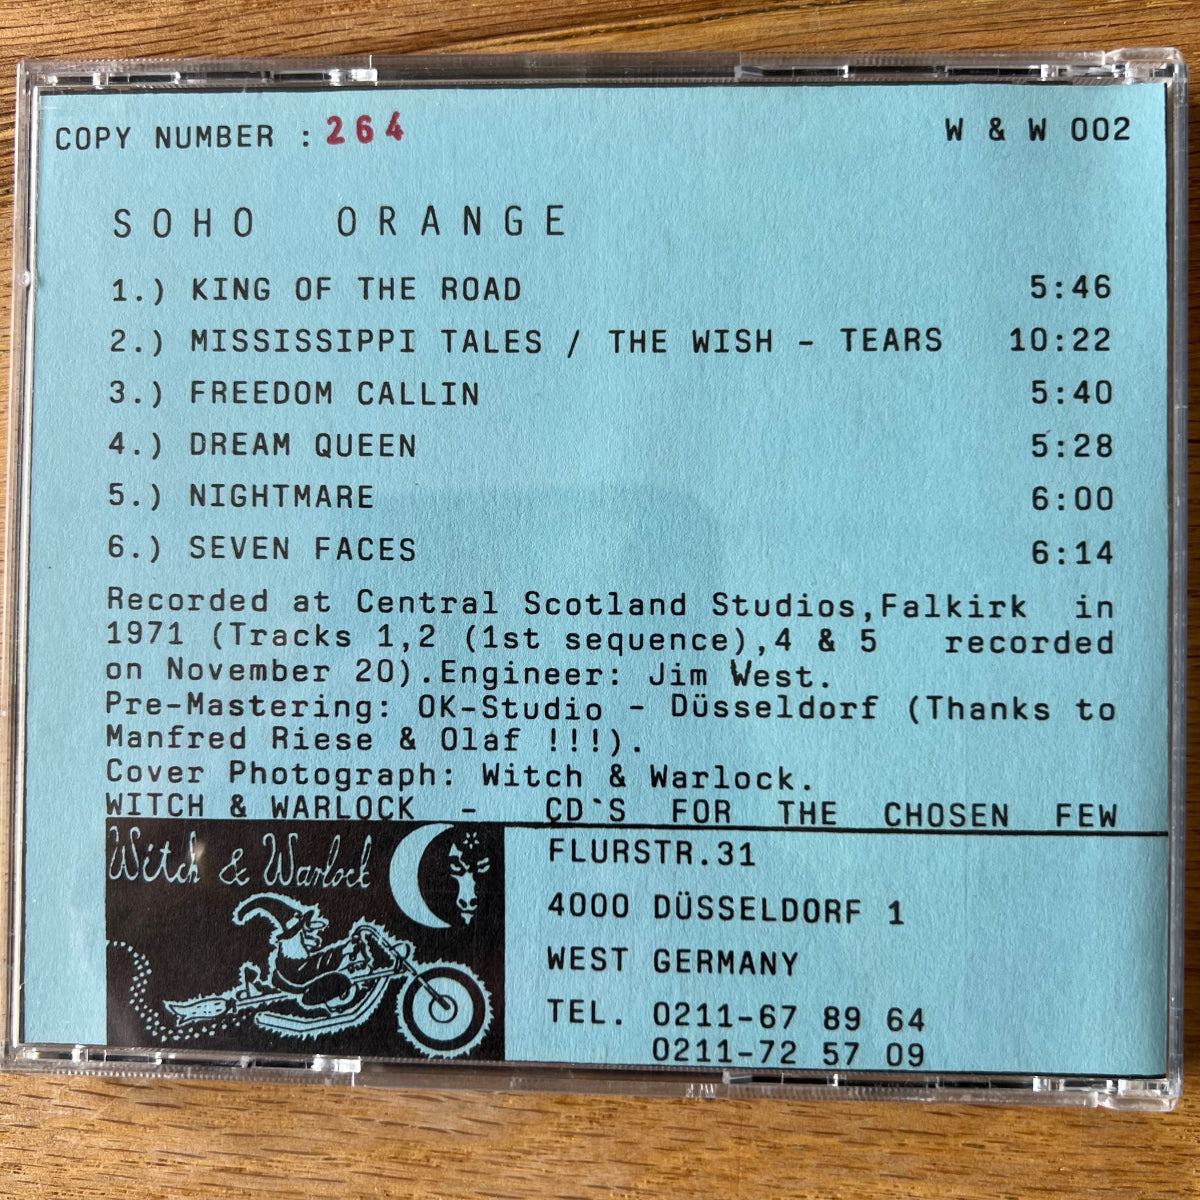 COPY NUMBER : 264 W & W 002
SOHO ORANGE
1.) KING OF THE ROAD 5:46
2.) MISSISSIPPI TALES / THE WISH - TEARS 10:22
3.) FREEDOM CALLIN 5:40
4.) DREAM QUEEN 5:28
5.) NIGHTMARE 6:00
6.) SEVEN FACES 6:14
Recorded at Central Scotland Studios,Falkirk in
1971 (Tracks 1,2 (1st sequence),4 & 5 recorded
on November 20).Engineer: Jim West.
Pre-Mastering: OK-Studio - Düsseldorf (Thanks to
Manfred Riese & Olaf !!!).
Cover Photograph: Witch & Warlock.
WITCH & WARLOCK - CD`S FOR THE CHOSEN FEW
Witch & Warlock
FLURSTR.31
4000 DÜSSELDORF 1
WEST GERMANY
TEL. 0211-67 89 64
0211-72 57 09